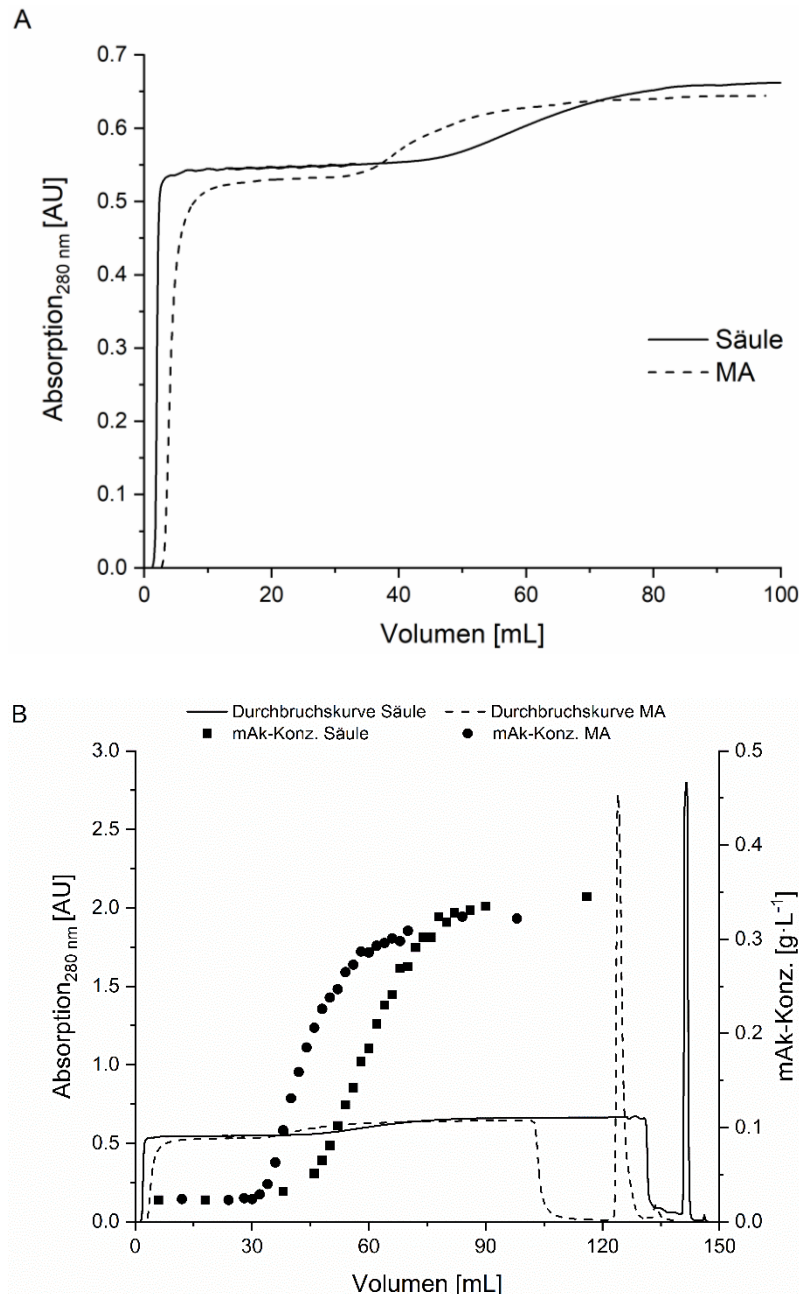 A
0.7
0.6
0.5
0.4
0.3
0.2
0.1
0.0
Absorption280 nm [AU]
Säule
MA
0 20 40 60 80 100
Volumen [mL]
B
Durchbruchskurve Säule Durchbruchskurve MA
mAk-Konz. Säule mAk-Konz. MA
3.0 0.5
2.5
0.4
2.0
0.3
1.5
0.2
1.0
0.1
0.5
0.0 0.0
Absorption280 nm [AU]
mAk-Konz. [g·L-1]
0 30 60 90 120 150
Volumen [mL]